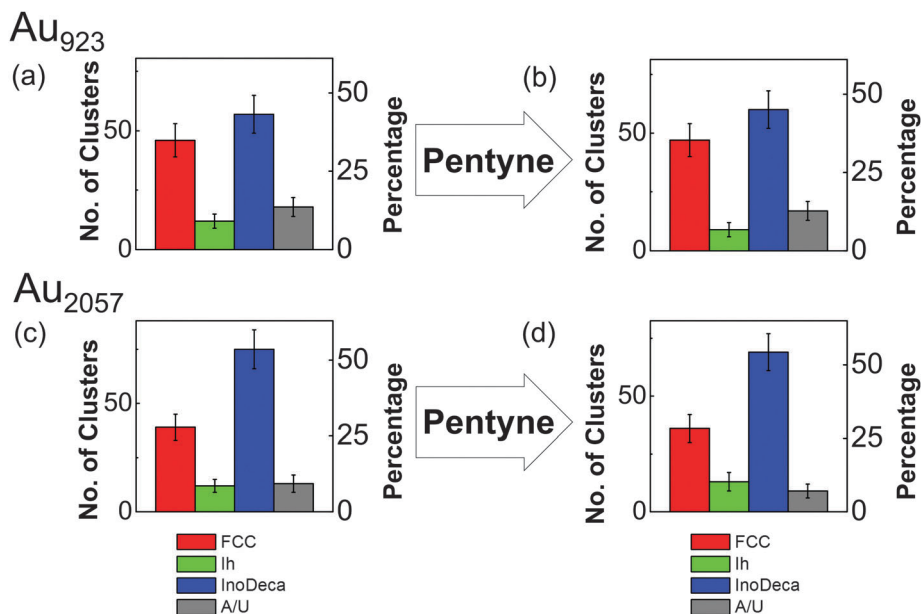 Au923
(a)
No. of Clusters
50
0
50
25
0
Percentage
Pentyne
(b)
No. of Clusters
50
0
50
25
0
Percentage
Au2057
(c)
No. of Clusters
50
0
50
25
0
Percentage
Pentyne
(d)
No. of Clusters
50
0
50
25
0
Percentage
FCC
Ih
InoDeca
A/U
FCC
Ih
InoDeca
A/U